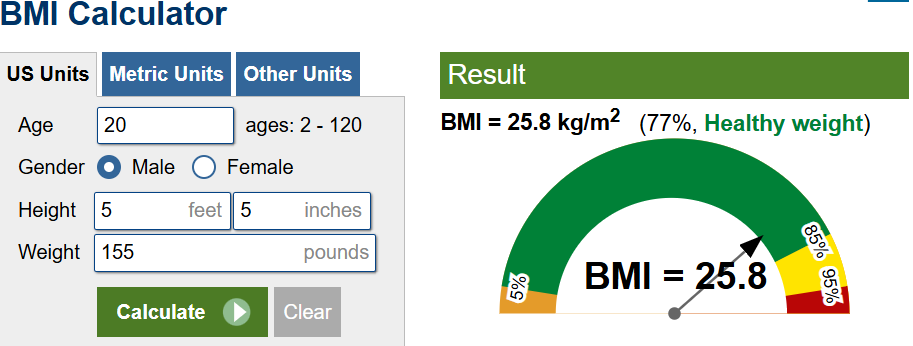 BMI Calculator
US Units Metric Units Other Units
Age 20 ages: 2 - 120
Gender Male Female
Height 5 feet 5 inches
Weight 155 pounds
Calculate Clear
Result
BMI = 25.8 kg/m² (77%, Healthy weight)
5%
85%
95%
BMI = 25.8